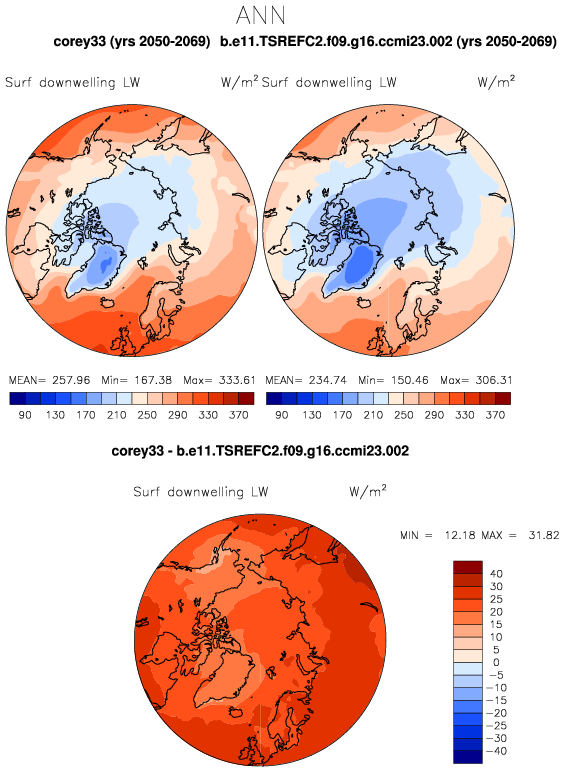 ANN
corey33 (yrs 2050-2069) b.e11.TSREFC2.f09.g16.ccmi23.002 (yrs 2050-2069)
Surf downwelling LW W/m² Surf downwelling LW W/m²
MEAN= 257.96 Min= 167.38 Max= 333.61 MEAN= 234.74 Min= 150.46 Max= 306.31
90 130 170 210 250 290 330 370 90 130 170 210 250 290 330 370
corey33 - b.e11.TSREFC2.f09.g16.ccmi23.002
Surf downwelling LW W/m²
MIN = 12.18 MAX = 31.82
40
30
25
20
15
10
5
0
-5
-10
-15
-20
-25
-30
-40